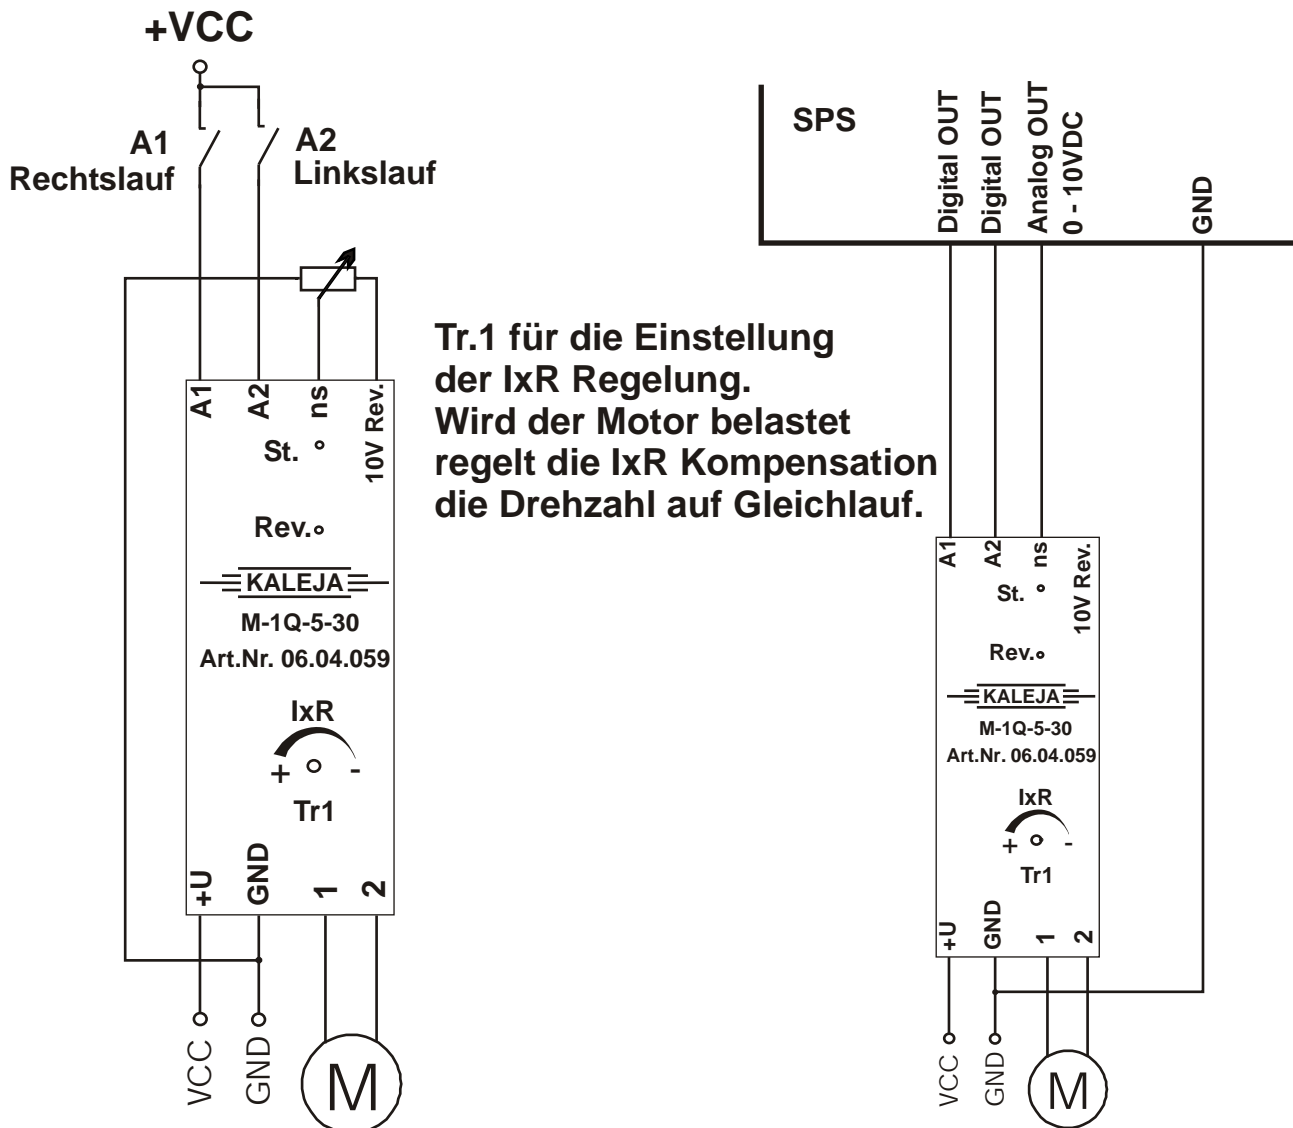 +VCC
A1
Rechtslauf
A2
Linkslauf
A1
A2
ns
10V Rev.
St.
Rev.
KALEJA
M-1Q-5-30
Art.Nr. 06.04.059
IxR
+ -
Tr1
+U
GND
1
2
VCC
GND
M
Tr.1 für die Einstellung
der IxR Regelung.
Wird der Motor belastet
regelt die IxR Kompensation
die Drehzahl auf Gleichlauf.
SPS
Digital OUT
Digital OUT
Analog OUT
0 - 10VDC
GND
A1
A2
ns
10V Rev.
St.
Rev.
KALEJA
M-1Q-5-30
Art.Nr. 06.04.059
IxR
+ -
Tr1
+U
GND
1
2
VCC
GND
M